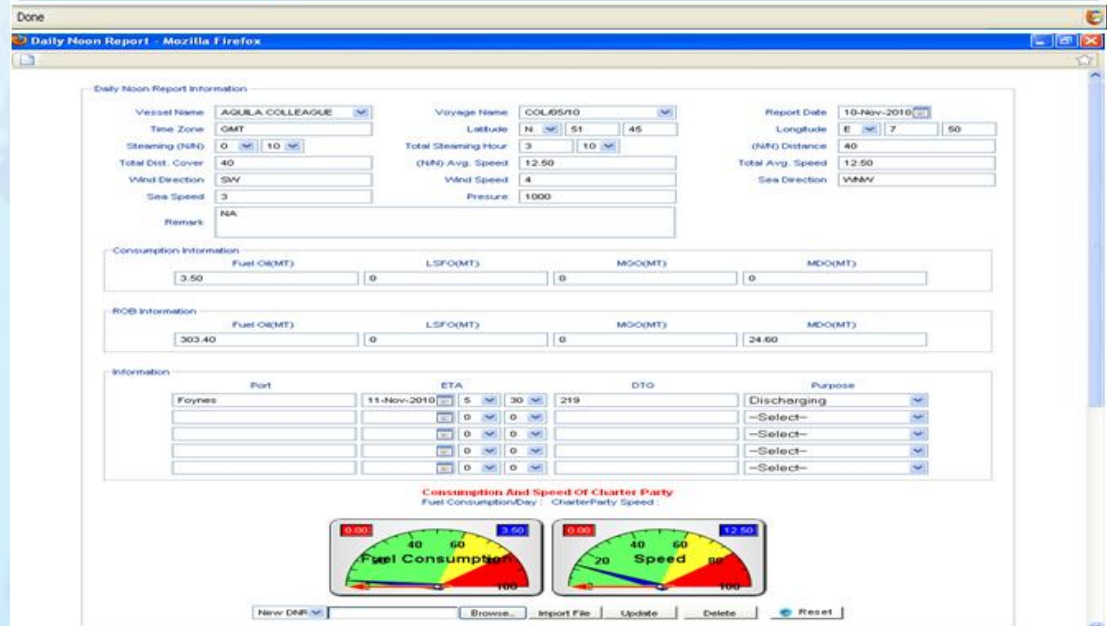 Done
Daily Noon Report - Mozilla Firefox
Daily Noon Report Information
Vessel Name AQUILA COLLEAGUE Voyage Name COL/05/10 Report Date 10-Nov-2010
Time Zone GMT Latitude N 51 45 Longitude E 7 50
Steaming (N/N) 0 10 Total Steaming Hour 3 10 (N/N) Distance 40
Total Dist. Cover 40 (N/N) Avg. Speed 12.50 Total Avg. Speed 12.50
Wind Direction SW Wind Speed 4 Sea Direction WNW
Sea Speed 3 Presure 1000
Remark NA
Consumption Information
Fuel Oil(MT) LSFO(MT) MGO(MT) MDO(MT)
3.50 0 0 0
ROB Information
Fuel Oil(MT) LSFO(MT) MGO(MT) MDO(MT)
303.40 0 0 24.60
Information
Port ETA DTG Purpose
Foynes 11-Nov-2010 5 30 219 Discharging
0 0 --Select--
0 0 --Select--
0 0 --Select--
0 0 --Select--
Consumption And Speed Of Charter Party
Fuel Consumption/Day : CharterParty Speed :
0.00 3.50 0.00 12.50
40 60 40 60
Fuel Consumption 20 Speed 80
100 100
New DNR Browse... Import File Update Delete Reset